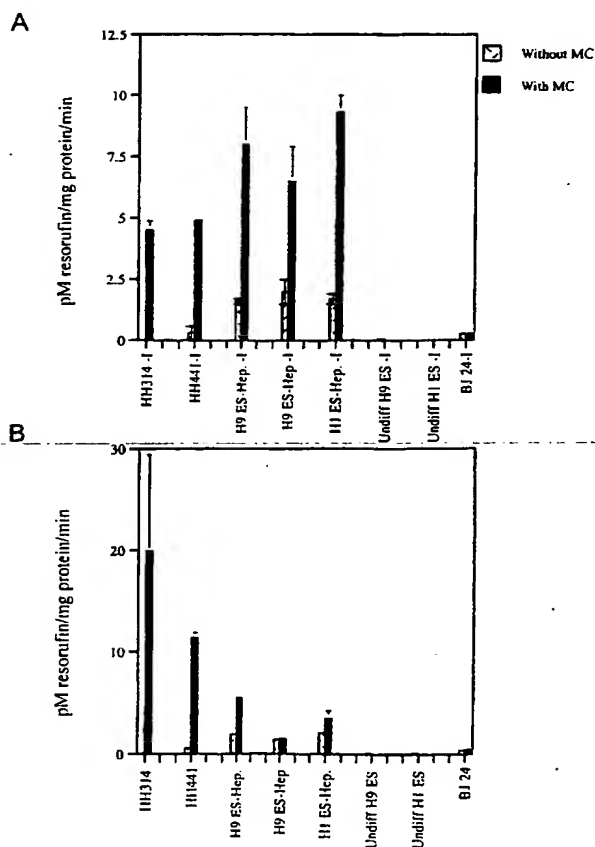 A
Without MC
With MC
pM resorufin/mg protein/min
12.5
10
7.5
5
2.5
0
HH314 -I
HH441-I
H9 ES-Hep. -I
H9 ES-Hep -I
H1 ES-Hep. -I
Undiff H9 ES -I
Undiff H1 ES -I
BJ 24-I
B
pM resorufin/mg protein/min
30
20
10
0
HH314
HH441
H9 ES-Hep.
H9 ES-Hep
H1 ES-Hep.
Undiff H9 ES
Undiff H1 ES
BJ 24